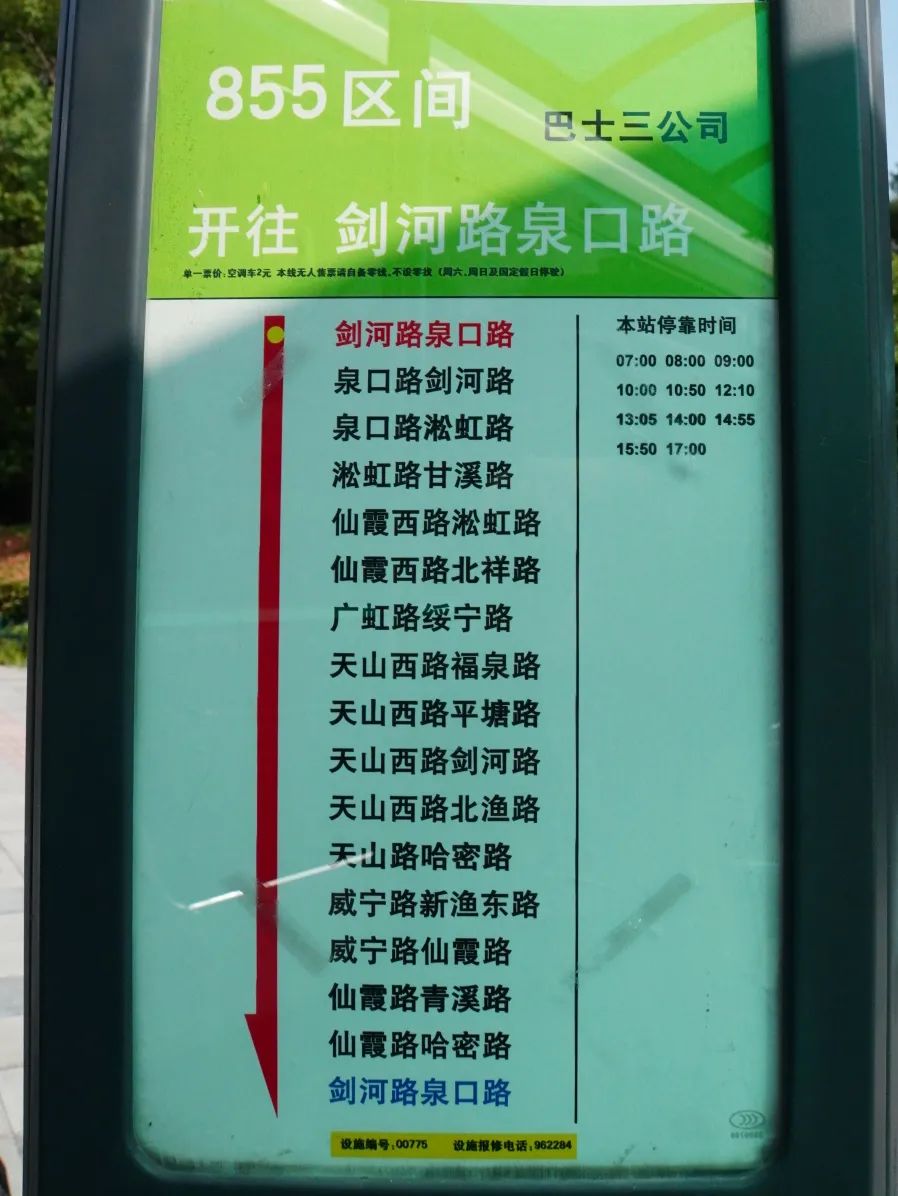 855区间
巴士三公司
开往 剑河路泉口路
单一票价:空调车2元 本线无人售票请自备零钱,不设零找 (周六、周日及国定假日停驶)
剑河路泉口路
泉口路剑河路
泉口路淞虹路
淞虹路甘溪路
仙霞西路淞虹路
仙霞西路北祥路
广虹路绥宁路
天山西路福泉路
天山西路平塘路
天山西路剑河路
天山西路北渔路
天山路哈密路
威宁路新渔东路
威宁路仙霞路
仙霞路青溪路
仙霞路哈密路
剑河路泉口路
本站停靠时间
07:00 08:00 09:00
10:00 10:50 12:10
13:05 14:00 14:55
15:50 17:00
设施编号:00775 设施报修电话:962284